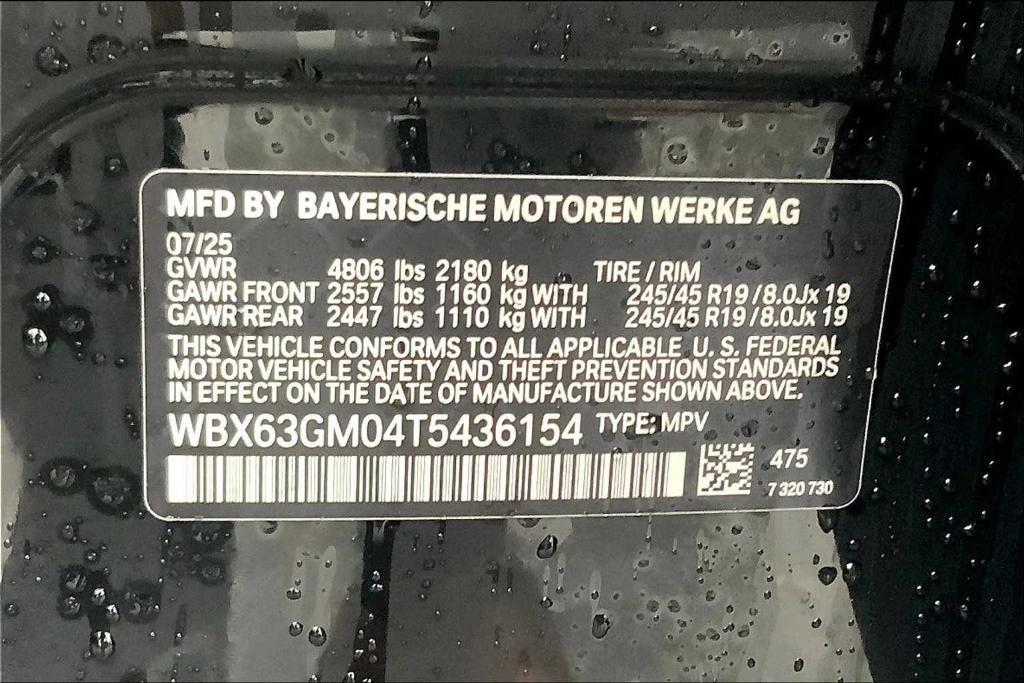 MFD BY BAYERISCHE MOTOREN WERKE AG
07/25
GVWR 4806 lbs 2180 kg TIRE / RIM
GAWR FRONT 2557 lbs 1160 kg WITH 245/45 R19 / 8.0Jx 19
GAWR REAR 2447 lbs 1110 kg WITH 245/45 R19 / 8.0Jx 19
THIS VEHICLE CONFORMS TO ALL APPLICABLE U. S. FEDERAL
MOTOR VEHICLE SAFETY AND THEFT PREVENTION STANDARDS
IN EFFECT ON THE DATE OF MANUFACTURE SHOWN ABOVE.
WBX63GM04T5436154 TYPE: MPV
475
7 320 730